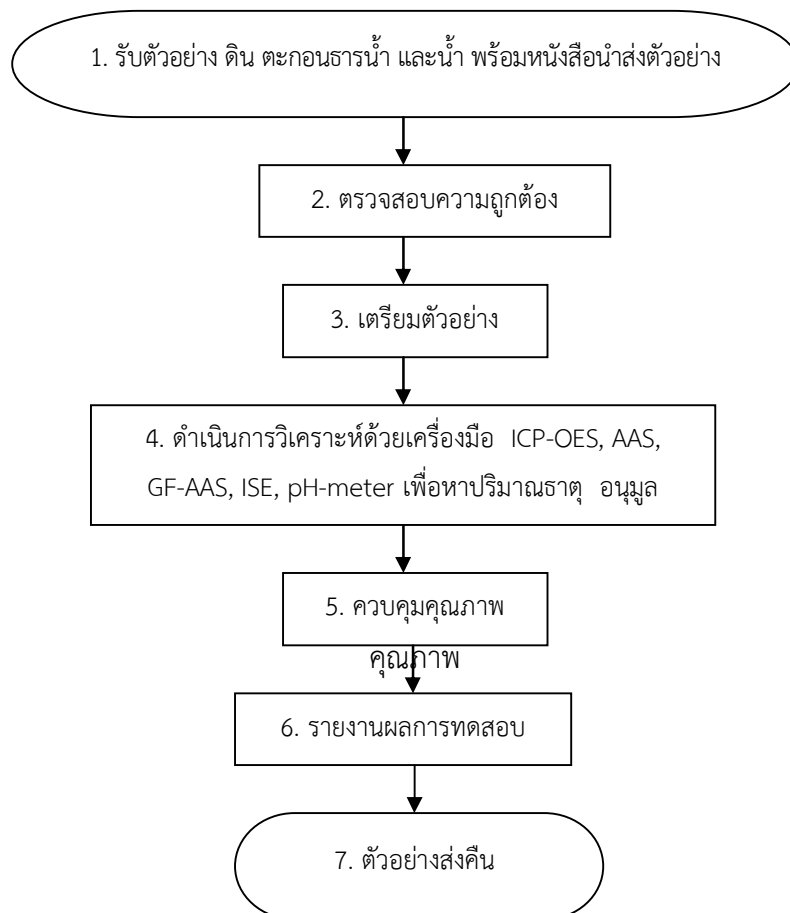 1. รับตัวอย่าง ดิน ตะกอนธารน้ำ และน้ำ พร้อมหนังสือนำส่งตัวอย่าง
2. ตรวจสอบความถูกต้อง
3. เตรียมตัวอย่าง
4. ดำเนินการวิเคราะห์ด้วยเครื่องมือ ICP-OES, AAS,
GF-AAS, ISE, pH-meter เพื่อหาปริมาณธาตุ อนุมูล
5. ควบคุมคุณภาพ
คุณภาพ
6. รายงานผลการทดสอบ
7. ตัวอย่างส่งคืน